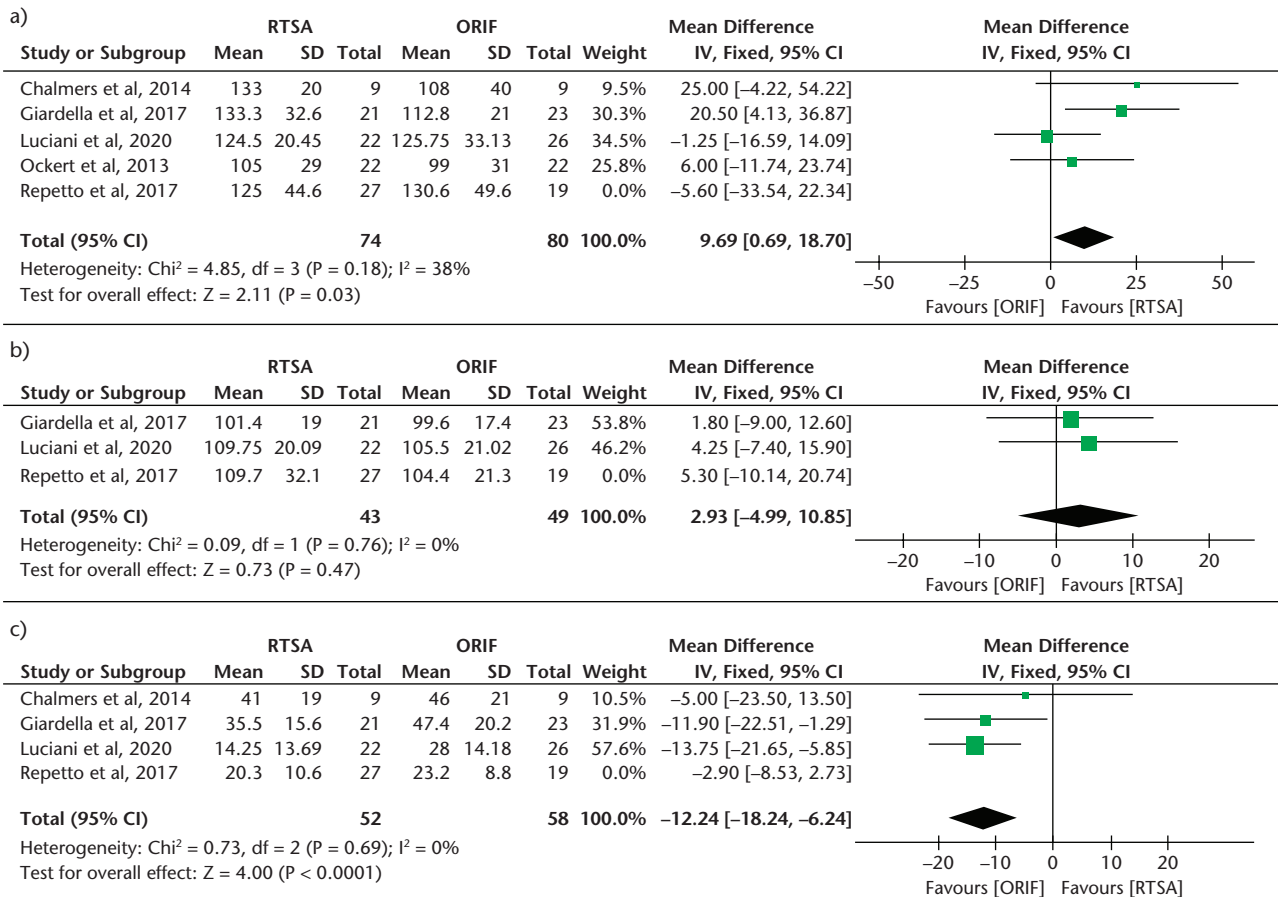 a)
RTSA ORIF Mean Difference Mean Difference
Study or Subgroup Mean SD Total Mean SD Total Weight IV, Fixed, 95% CI IV, Fixed, 95% CI
Chalmers et al, 2014 133 20 9 108 40 9 9.5% 25.00 [–4.22, 54.22]
Giardella et al, 2017 133.3 32.6 21 112.8 21 23 30.3% 20.50 [4.13, 36.87]
Luciani et al, 2020 124.5 20.45 22 125.75 33.13 26 34.5% –1.25 [–16.59, 14.09]
Ockert et al, 2013 105 29 22 99 31 22 25.8% 6.00 [–11.74, 23.74]
Repetto et al, 2017 125 44.6 27 130.6 49.6 19 0.0% –5.60 [–33.54, 22.34]
Total (95% CI) 74 80 100.0% 9.69 [0.69, 18.70]
Heterogeneity: Chi² = 4.85, df = 3 (P = 0.18); I² = 38%
Test for overall effect: Z = 2.11 (P = 0.03)
–50 –25 0 25 50
Favours [ORIF] Favours [RTSA]
b)
RTSA ORIF Mean Difference Mean Difference
Study or Subgroup Mean SD Total Mean SD Total Weight IV, Fixed, 95% CI IV, Fixed, 95% CI
Giardella et al, 2017 101.4 19 21 99.6 17.4 23 53.8% 1.80 [–9.00, 12.60]
Luciani et al, 2020 109.75 20.09 22 105.5 21.02 26 46.2% 4.25 [–7.40, 15.90]
Repetto et al, 2017 109.7 32.1 27 104.4 21.3 19 0.0% 5.30 [–10.14, 20.74]
Total (95% CI) 43 49 100.0% 2.93 [–4.99, 10.85]
Heterogeneity: Chi² = 0.09, df = 1 (P = 0.76); I² = 0%
Test for overall effect: Z = 0.73 (P = 0.47)
–20 –10 0 10 20
Favours [ORIF] Favours [RTSA]
c)
RTSA ORIF Mean Difference Mean Difference
Study or Subgroup Mean SD Total Mean SD Total Weight IV, Fixed, 95% CI IV, Fixed, 95% CI
Chalmers et al, 2014 41 19 9 46 21 9 10.5% –5.00 [–23.50, 13.50]
Giardella et al, 2017 35.5 15.6 21 47.4 20.2 23 31.9% –11.90 [–22.51, –1.29]
Luciani et al, 2020 14.25 13.69 22 28 14.18 26 57.6% –13.75 [–21.65, –5.85]
Repetto et al, 2017 20.3 10.6 27 23.2 8.8 19 0.0% –2.90 [–8.53, 2.73]
Total (95% CI) 52 58 100.0% –12.24 [–18.24, –6.24]
Heterogeneity: Chi² = 0.73, df = 2 (P = 0.69); I² = 0%
Test for overall effect: Z = 4.00 (P < 0.0001)
–20 –10 0 10 20
Favours [ORIF] Favours [RTSA]